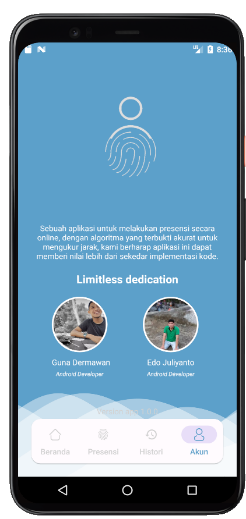 8:30
Sebuah aplikasi untuk melakukan presensi secara
online, dengan algoritma yang terbukti akurat untuk
mengukur jarak, kami berharap aplikasi ini dapat
memberi nilai lebih dari sekedar implementasi kode.
Limitless dedication
Guna Dermawan Edo Juliyanto
Android Developer Android Developer
Beranda Presensi Histori Akun